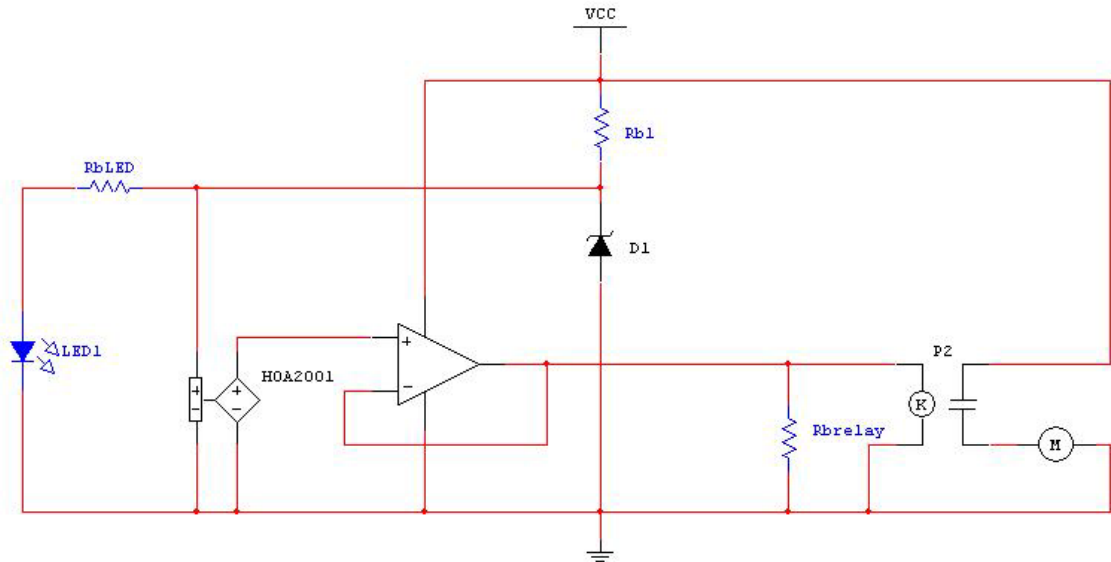 VCC
Rb1
RbLED
D1
LED1
HOA2001
+
−
+
−
+
−
P2
K
Rbrelay
M